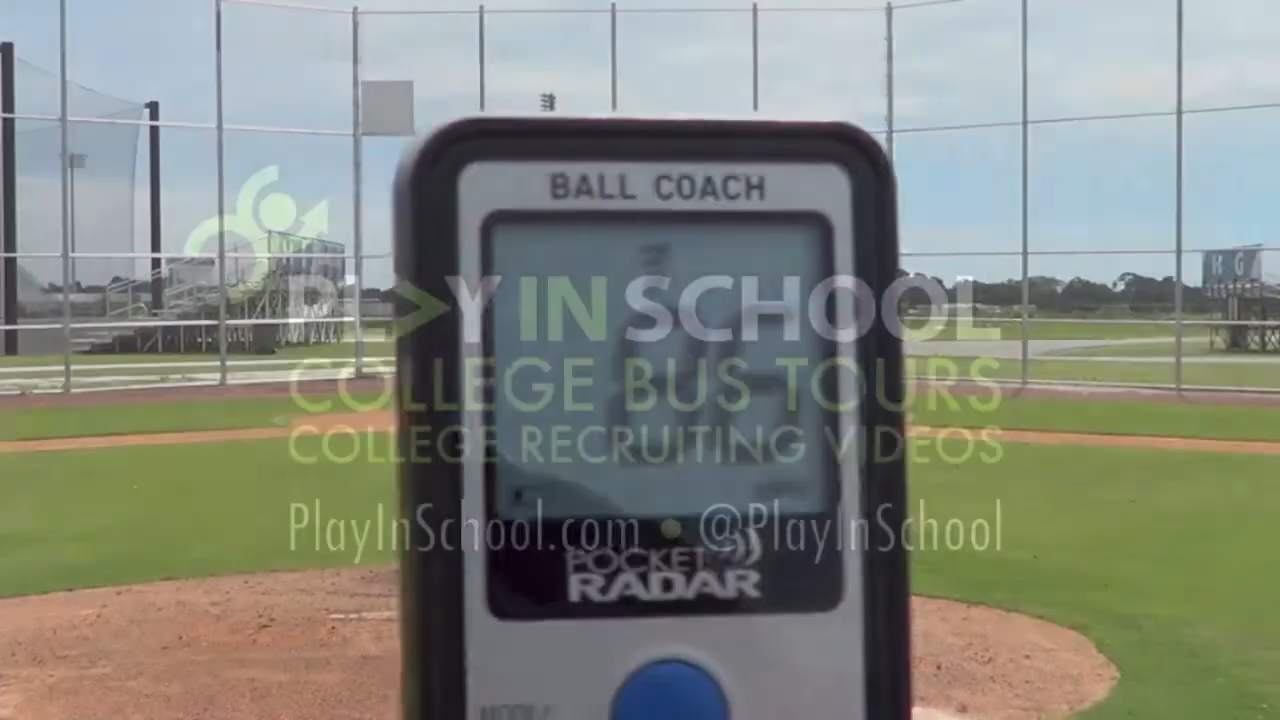 BALL COACH
PLAY IN SCHOOL
COLLEGE BUS TOURS
COLLEGE RECRUITING VIDEOS
PlayInSchool.com @PlayInSchool
POCKET
RADAR